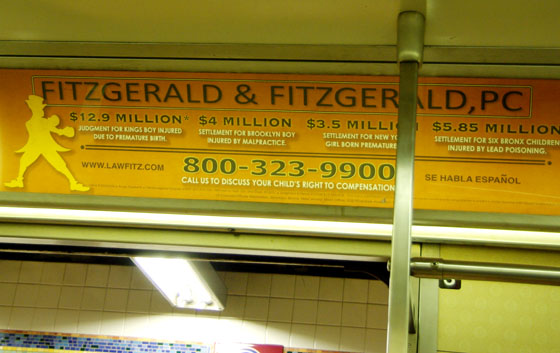 FITZGERALD & FITZGERALD, PC
$12.9 MILLION*
JUDGMENT FOR KINGS BOY INJURED
DUE TO PREMATURE BIRTH.
$4 MILLION
SETTLEMENT FOR BROOKLYN BOY
INJURED BY MALPRACTICE.
$3.5 MILLION
SETTLEMENT FOR NEW
GIRL BORN
$5.85 MILLION
SETTLEMENT FOR SIX BRONX CHILDREN
INJURED BY LEAD POISONING.
WWW.LAWFITZ.COM
800-323-9900
CALL US TO DISCUSS YOUR CHILD'S RIGHT TO COMPENSATION
SE HABLA ESPAÑOL